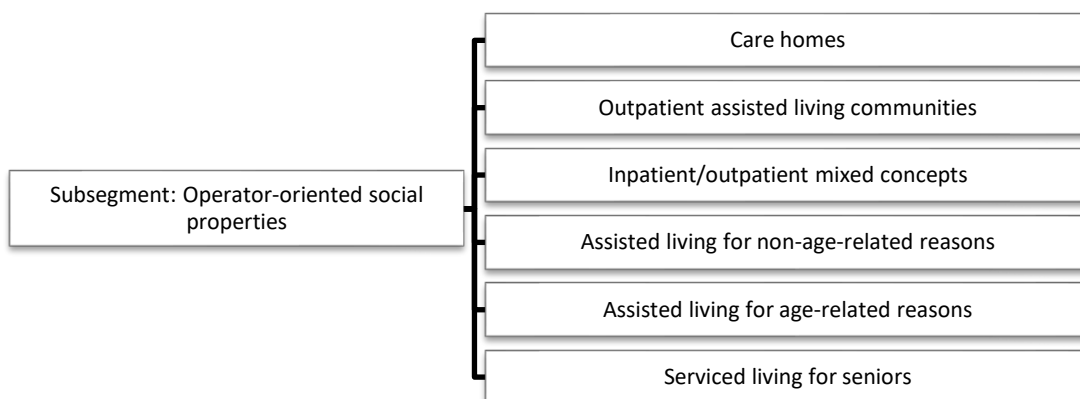 Care homes
Outpatient assisted living communities
Inpatient/outpatient mixed concepts
Subsegment: Operator-oriented social
properties
Assisted living for non-age-related reasons
Assisted living for age-related reasons
Serviced living for seniors